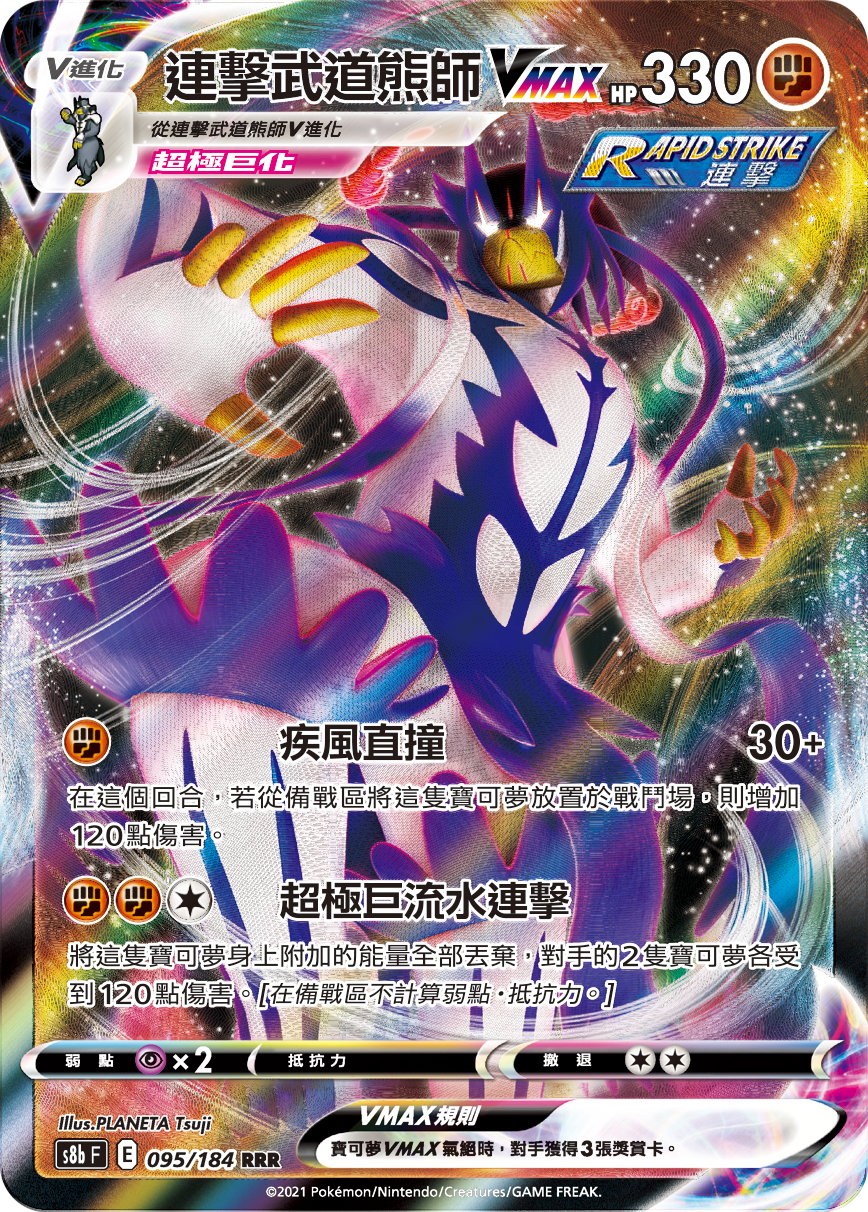 V進化 連擊武道熊師VMAX HP330
從連擊武道熊師V進化
超極巨化
RAPID STRIKE
連擊
疾風直撞 30+
在這個回合，若從備戰區將這隻寶可夢放置於戰鬥場，則增加
120點傷害。
超極巨流水連擊
將這隻寶可夢身上附加的能量全部丟棄，對手的2隻寶可夢各受
到120點傷害。[在備戰區不計算弱點・抵抗力。]
弱點 ×2 抵抗力 撤退
Illus.PLANETA Tsuji
VMAX規則
寶可夢VMAX氣絕時，對手獲得3張獎賞卡。
s8b F E 095/184 RRR
©2021 Pokémon/Nintendo/Creatures/GAME FREAK.